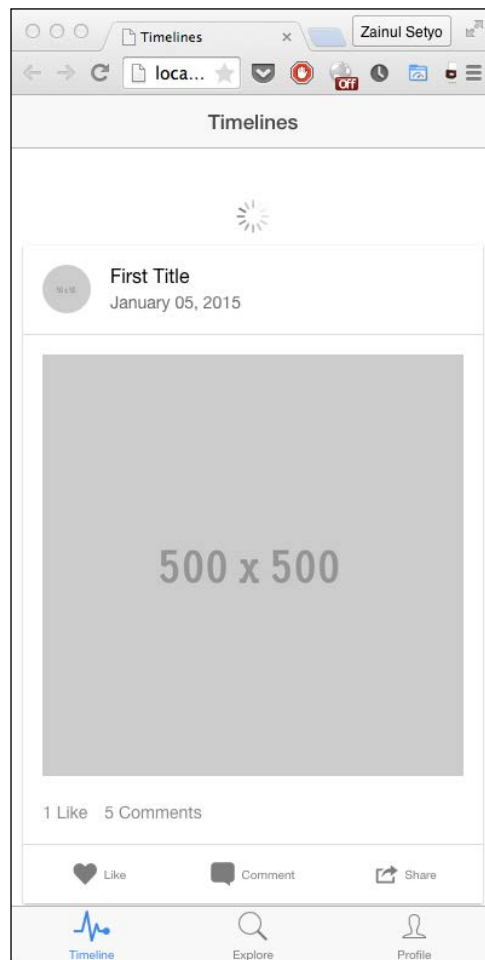 Timelines
Zainul Setyo
loca...
Off
Timelines
First Title
January 05, 2015
500 x 500
1 Like 5 Comments
Like Comment Share
Timeline Explore Profile